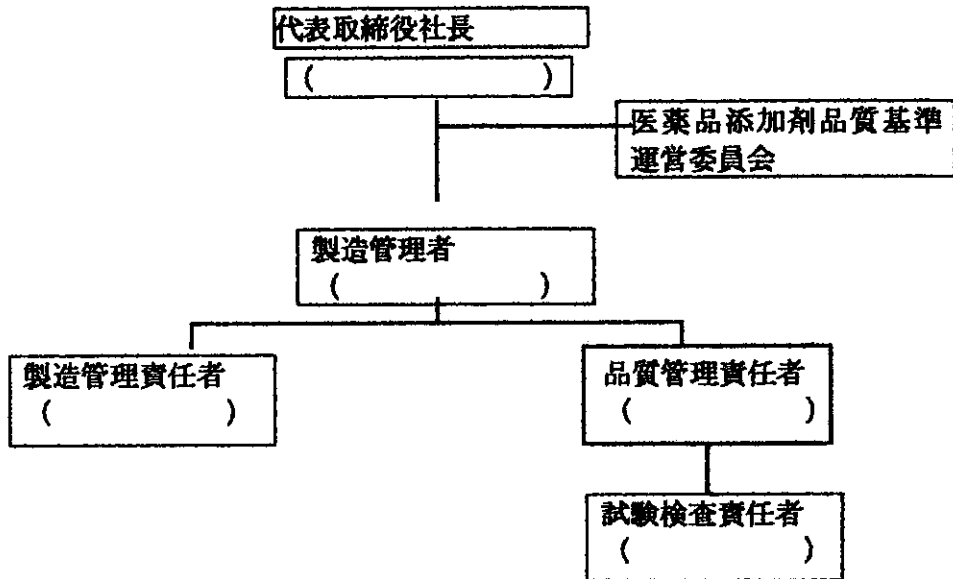 代表取締役社長
(　　　　　　　)
医薬品添加剤品質基準
運営委員会
製造管理者
(　　　　　　　)
製造管理責任者
(　　　　　　　)
品質管理責任者
(　　　　　　　)
試験検査責任者
(　　　　　　　)